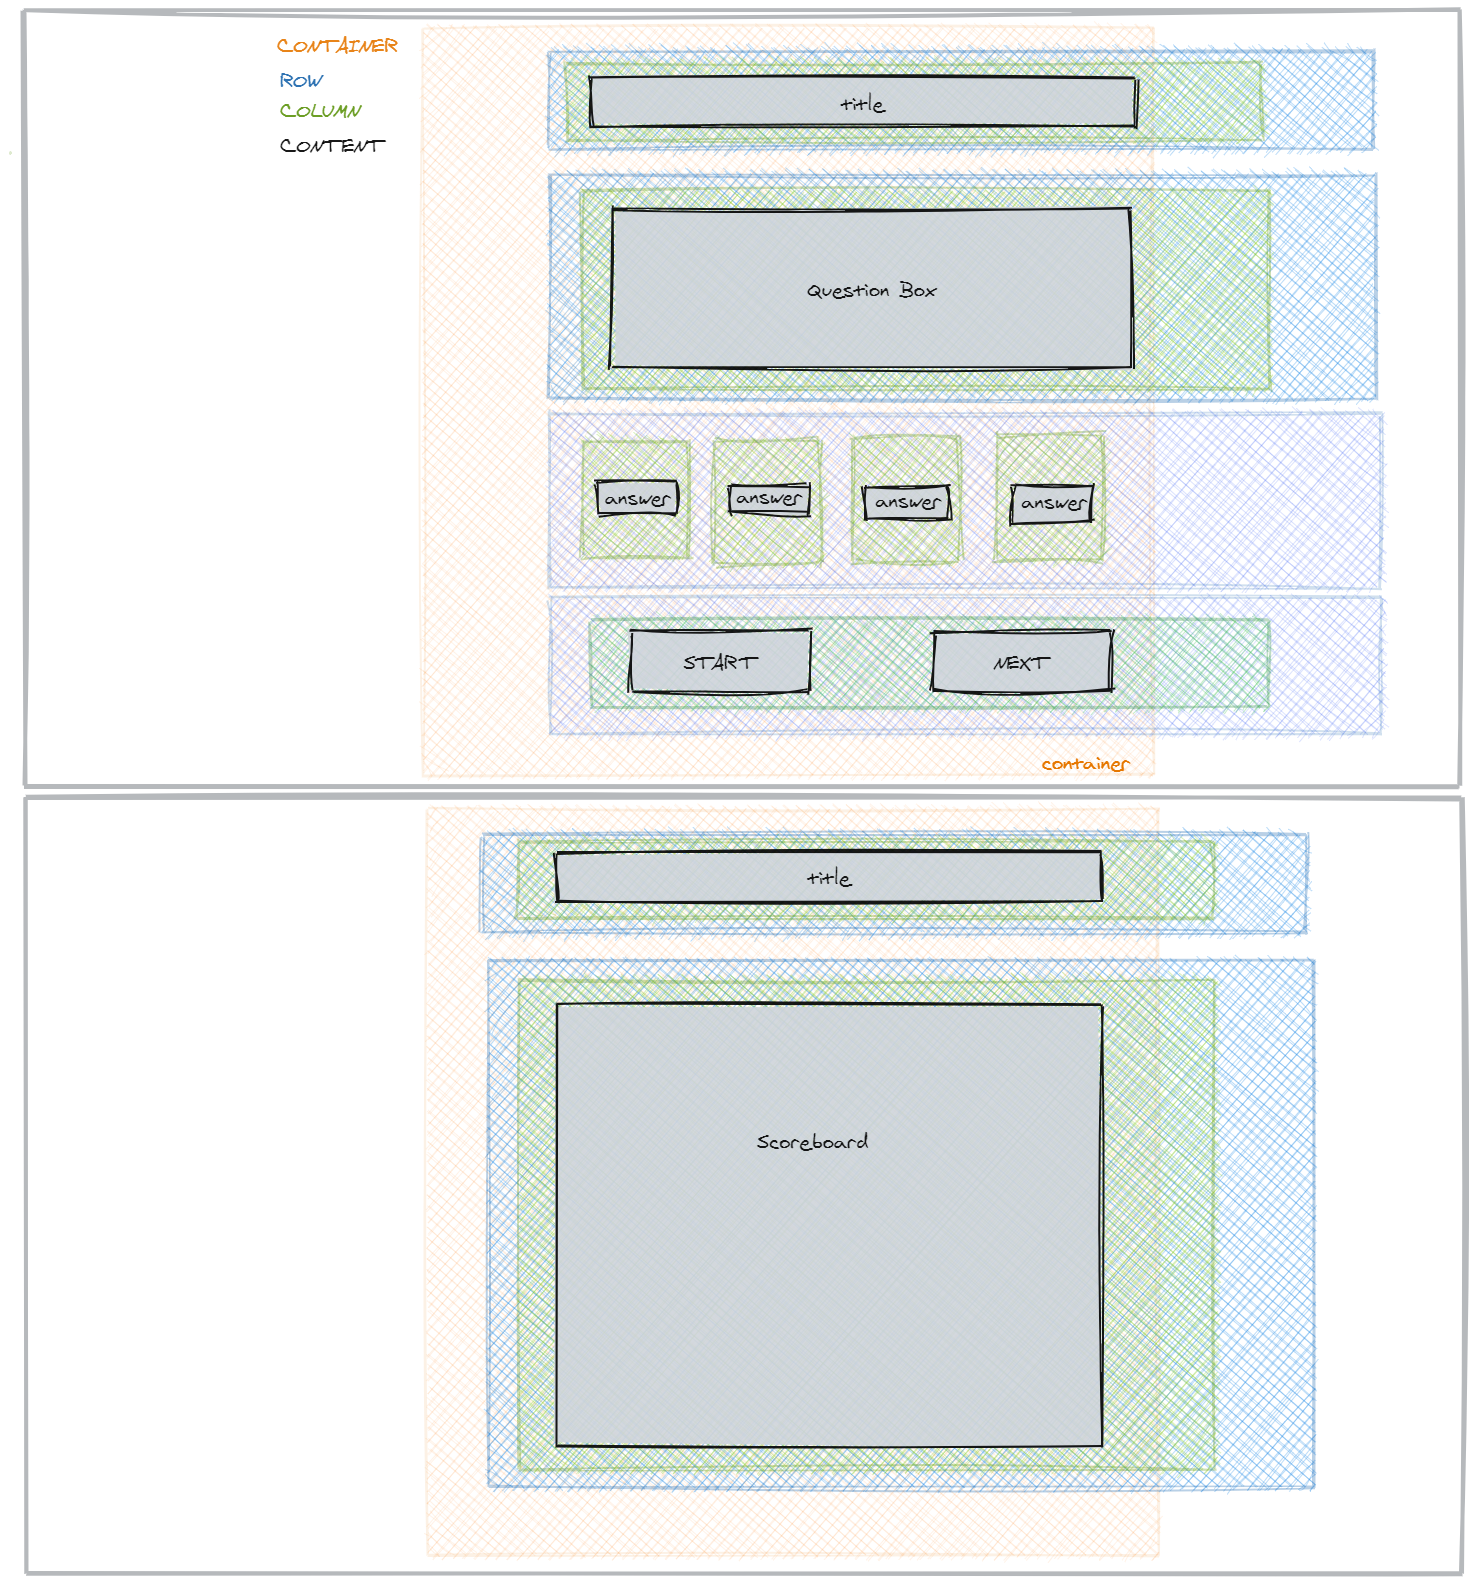 CONTAINER
ROW
COLUMN
CONTENT
title
Question Box
answer answer answer answer
START NEXT
container
title
Scoreboard